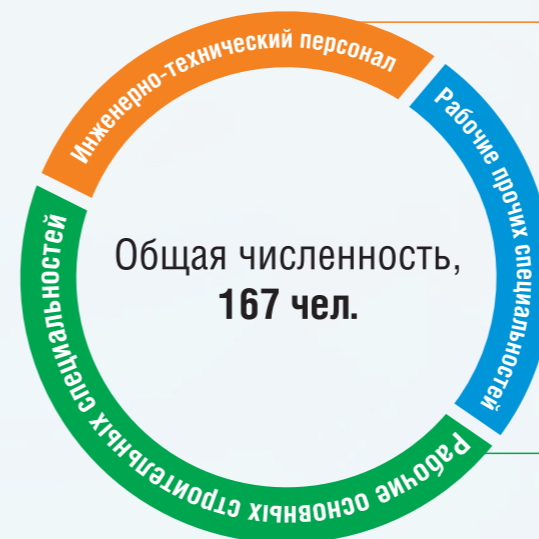 Инженерно-технический персонал
Рабочие прочих специальностей
Общая численность,
167 чел.
Рабочие основных строительных специальностей